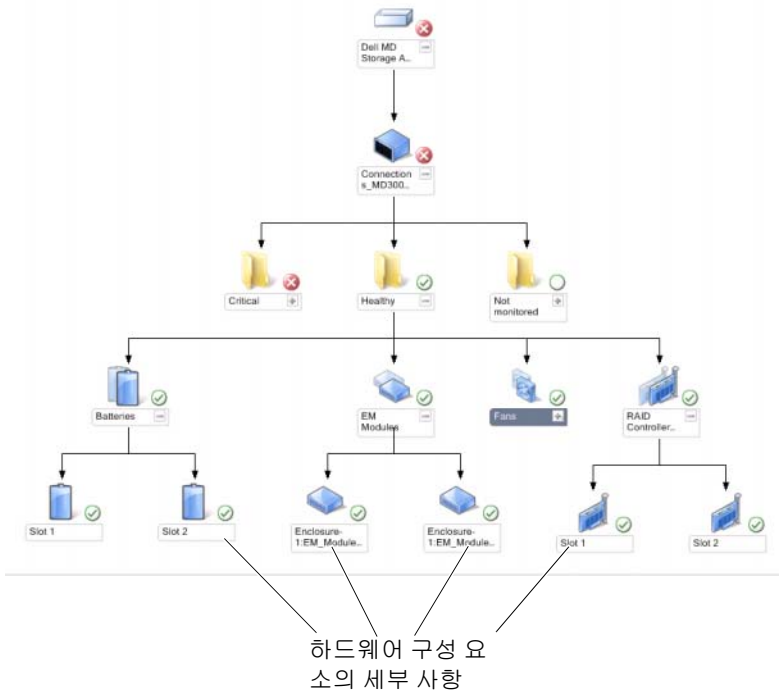 Dell MD
Storage A..
Connection
s_MD300..
Critical
Healthy
Not
monitored
Batteries
EM
Modules
Fans
RAID
Controller..
Slot 1
Slot 2
Enclosure-
1:EM_Module..
Enclosure-
1:EM_Module..
Slot 1
Slot 2
하드웨어 구성 요
소의 세부 사항